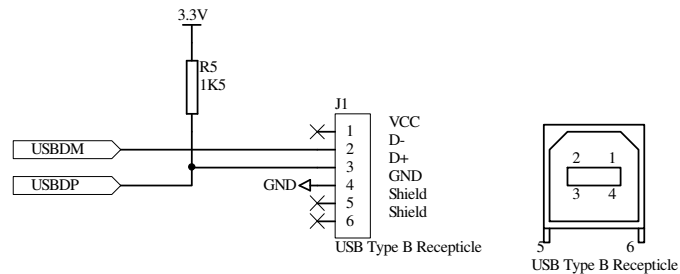 3.3V
R5
1K5
J1
VCC
1
D-
USBDM
2
D+
3
GND
USBDP
GND
4
Shield
5
Shield
6
USB Type B Recepticle
2 1
3 4
5 6
USB Type B Recepticle